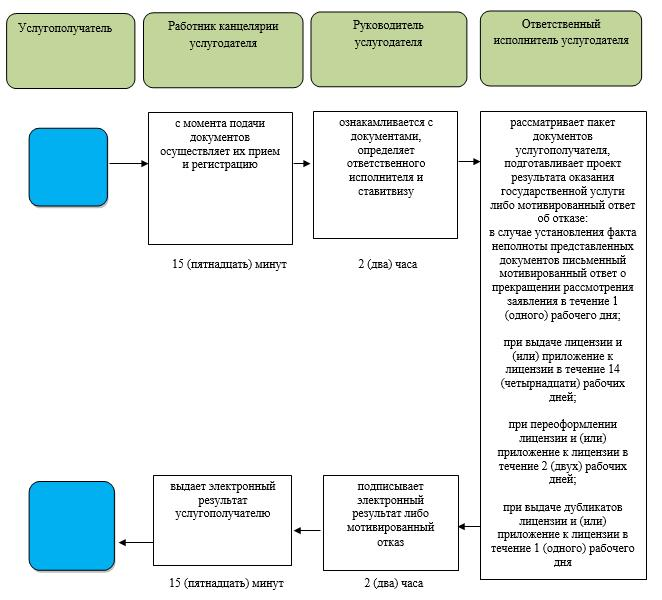 Услугополучатель
Работник канцелярии
услугодателя
Руководитель
услугодателя
Ответственный
исполнитель услугодателя
с момента подачи
документов
осуществляет их прием
и регистрацию
15 (пятнадцать) минут
ознакамливается с
документами,
определяет
ответственного
исполнителя и
ставитвизу
2 (два) часа
рассматривает пакет
документов
услугополучателя,
подготавливает проект
результата оказания
государственной услуги
либо мотивированный ответ
об отказе:
в случае установления факта
неполноты представленных
документов письменный
мотивированный ответ о
прекращении рассмотрения
заявления в течение 1
(одного) рабочего дня;
при выдаче лицензии и
(или) приложение к
лицензии в течение 14
(четырнадцати) рабочих
дней;
при переоформлении
лицензии и (или)
приложение к лицензии в
течение 2 (двух) рабочих
дней;
при выдаче дубликатов
лицензии и (или)
приложение к лицензии в
течение 1 (одного) рабочего
дня
подписывает
электронный
результат либо
мотивированный
отказ
2 (два) часа
выдает электронный
результат
услугополучателю
15 (пятнадцать) минут